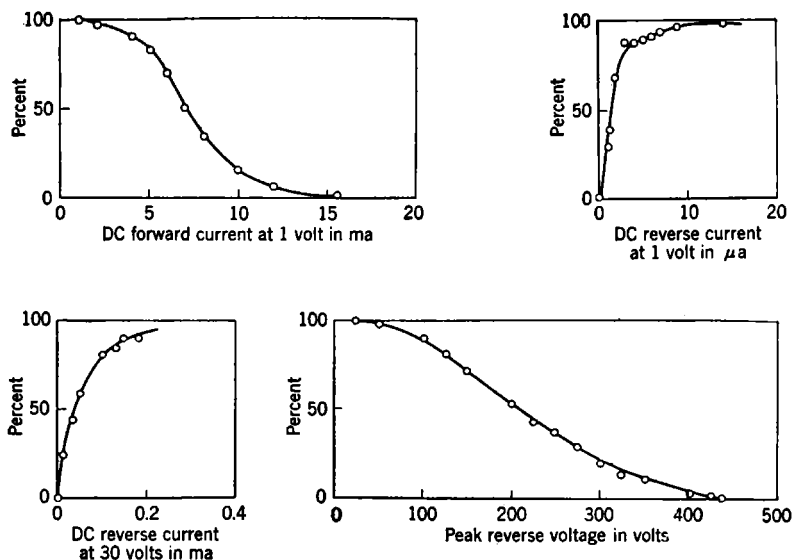 100
50
0
Percent
0 5 10 15 20
DC forward current at 1 volt in ma
100
50
0
Percent
0 10 20
DC reverse current
at 1 volt in μa
100
50
0
Percent
0 0.2 0.4
DC reverse current
at 30 volts in ma
100
50
0
Percent
0 100 200 300 400 500
Peak reverse voltage in volts